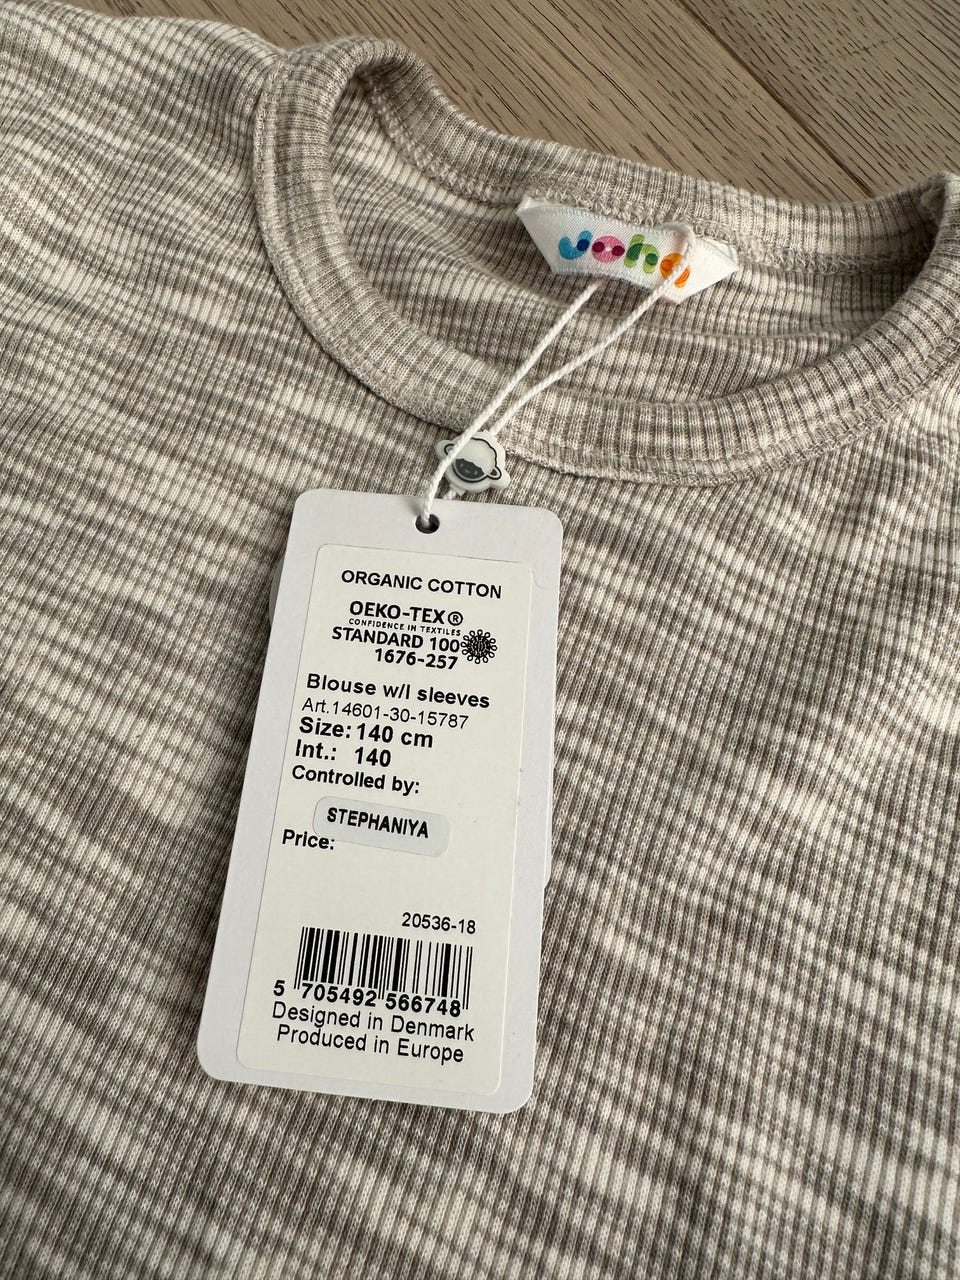 Joha
ORGANIC COTTON
OEKO-TEX®
CONFIDENCE IN TEXTILES
STANDARD 100
1676-257
Blouse w/l sleeves
Art.14601-30-15787
Size: 140 cm
Int.: 140
Controlled by:
STEPHANIYA
Price:
20536-18
5 705492 566748
Designed in Denmark
Produced in Europe